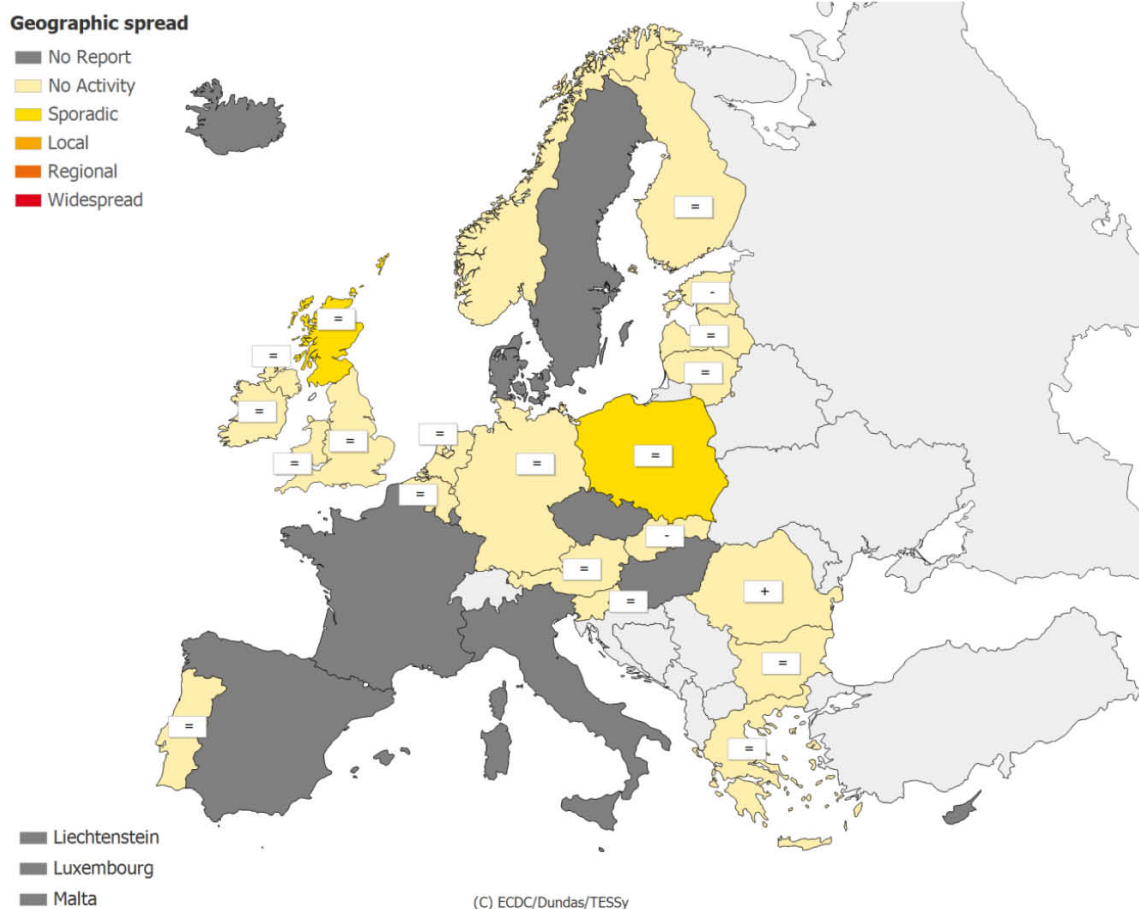 Geographic spread
No Report
No Activity
Sporadic
Local
Regional
Widespread
=
-
=
=
=
=
=
=
=
=
=
=
=
-
=
=
+
=
=
=
Liechtenstein
Luxembourg
Malta
(C) ECDC/Dundas/TESSy